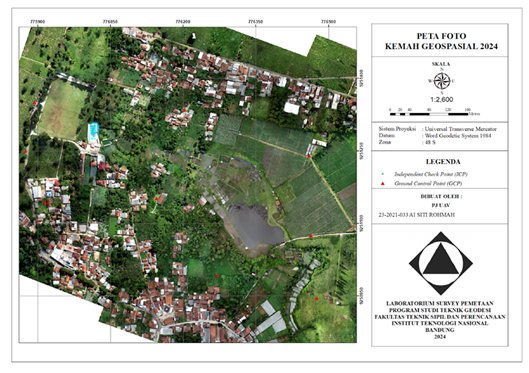 775900
776050
776200
776350
776500
PETA FOTO
KEMAH GEOSPASIAL 2024
SKALA
N
W
E
S
1:2,600
0 20 40 80 120 160
Meters
Sistem Proyeksi : Universal Transverse Mercator
Datum : Word Geodetic System 1984
Zona : 48 S
LEGENDA
Independent Check Point (ICP)
Ground Control Point (GCP)
DIBUAT OLEH :
PJ UAV
23-2021-033 AI SITI ROHMAH
LABORATORIUM SURVEY PEMETAAN
PROGRAM STUDI TEKNIK GEODESI
FAKULTAS TEKNIK SIPIL DAN PERENCANAAN
INSTITUT TEKNOLOGI NASIONAL
BANDUNG
2024